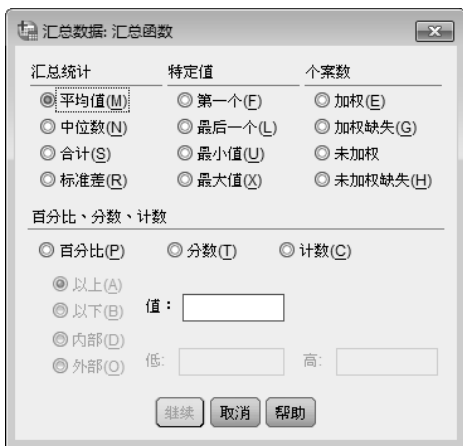 汇总数据: 汇总函数
汇总统计 特定值 个案数
平均值(M) 第一个(F) 加权(E)
中位数(N) 最后一个(L) 加权缺失(G)
合计(S) 最小值(U) 未加权
标准差(R) 最大值(X) 未加权缺失(H)
百分比、分数、计数
百分比(P) 分数(T) 计数(C)
以上(A)
以下(B) 值：
内部(D)
外部(O) 低: 高:
继续 取消 帮助